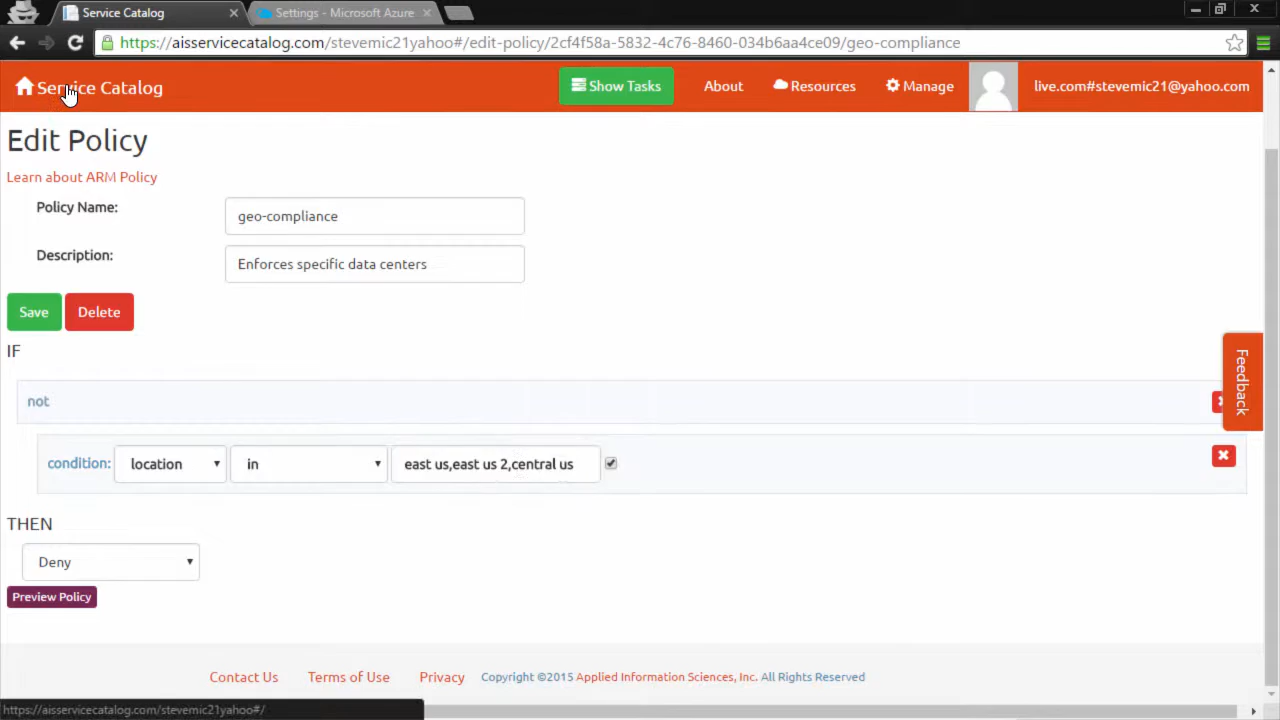 Service Catalog
Settings - Microsoft Azure
https://aisservicecatalog.com/stevemic21yahoo#/edit-policy/2cf4f58a-5832-4c76-8460-034b6aa4ce09/geo-compliance
Service Catalog
Show Tasks
About
Resources
Manage
live.com#stevemic21@yahoo.com
Edit Policy
Learn about ARM Policy
Policy Name:
geo-compliance
Description:
Enforces specific data centers
Save
Delete
IF
Feedback
not
condition:
location
in
east us,east us 2,central us
THEN
Deny
Preview Policy
Contact Us
Terms of Use
Privacy
Copyright ©2015 Applied Information Sciences, Inc. All Rights Reserved
https://aisservicecatalog.com/stevemic21yahoo#/